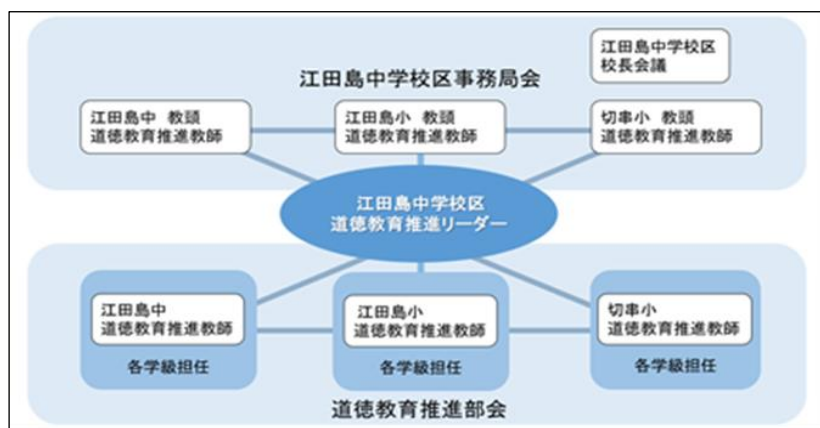 江田島中学校区
校長会議
江田島中学校区事務局会
江田島中 教頭
道徳教育推進教師
江田島小 教頭
道徳教育推進教師
切串小 教頭
道徳教育推進教師
江田島中学校区
道徳教育推進リーダー
江田島中
道徳教育推進教師
江田島小
道徳教育推進教師
切串小
道徳教育推進教師
各学級担任
各学級担任
各学級担任
道徳教育推進部会